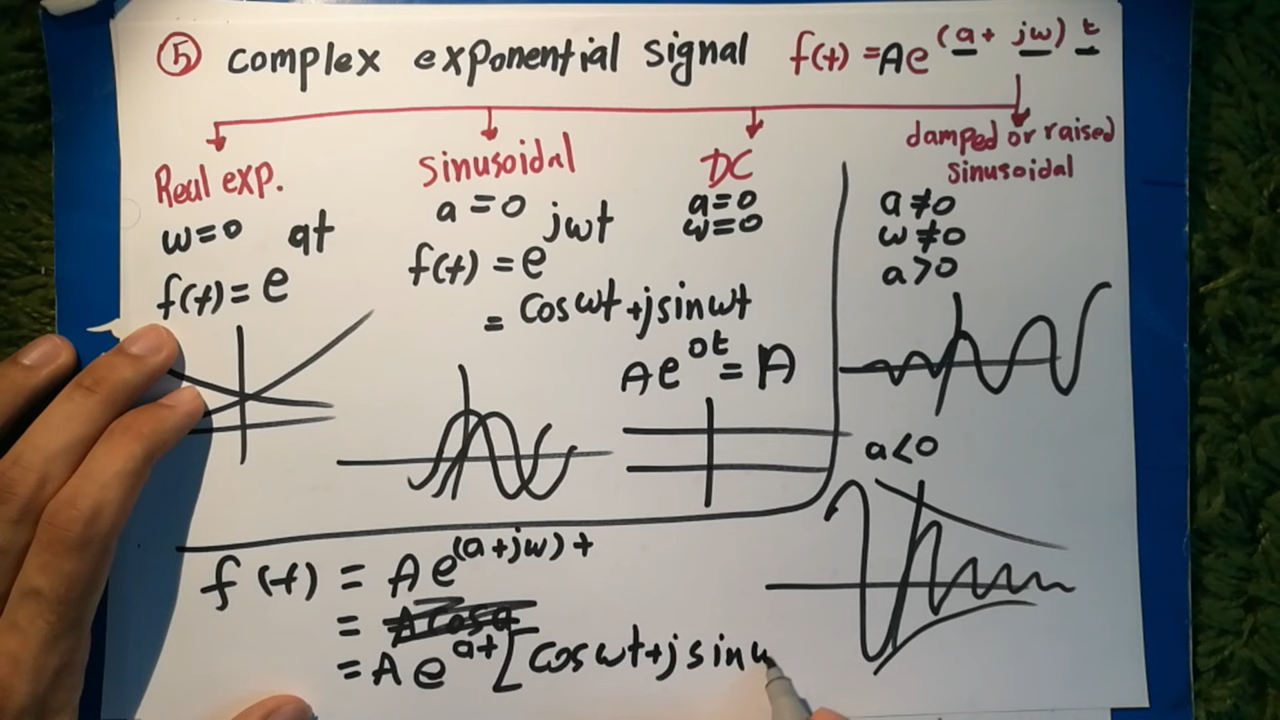 ⑤ complex exponential signal f(t) = Ae^(a + jω) t
Real exp.
ω=0
f(t) = e^at
sinusoidal
a=0
f(t) = e^jωt
= cosωt+jsinωt
DC
a=0
ω=0
Ae^0t = A
damped or raised
sinusoidal
a≠0
ω≠0
a>0
a<0
f(t) = Ae^(a+jω)t
=
= Ae^at [cosωt+jsinω